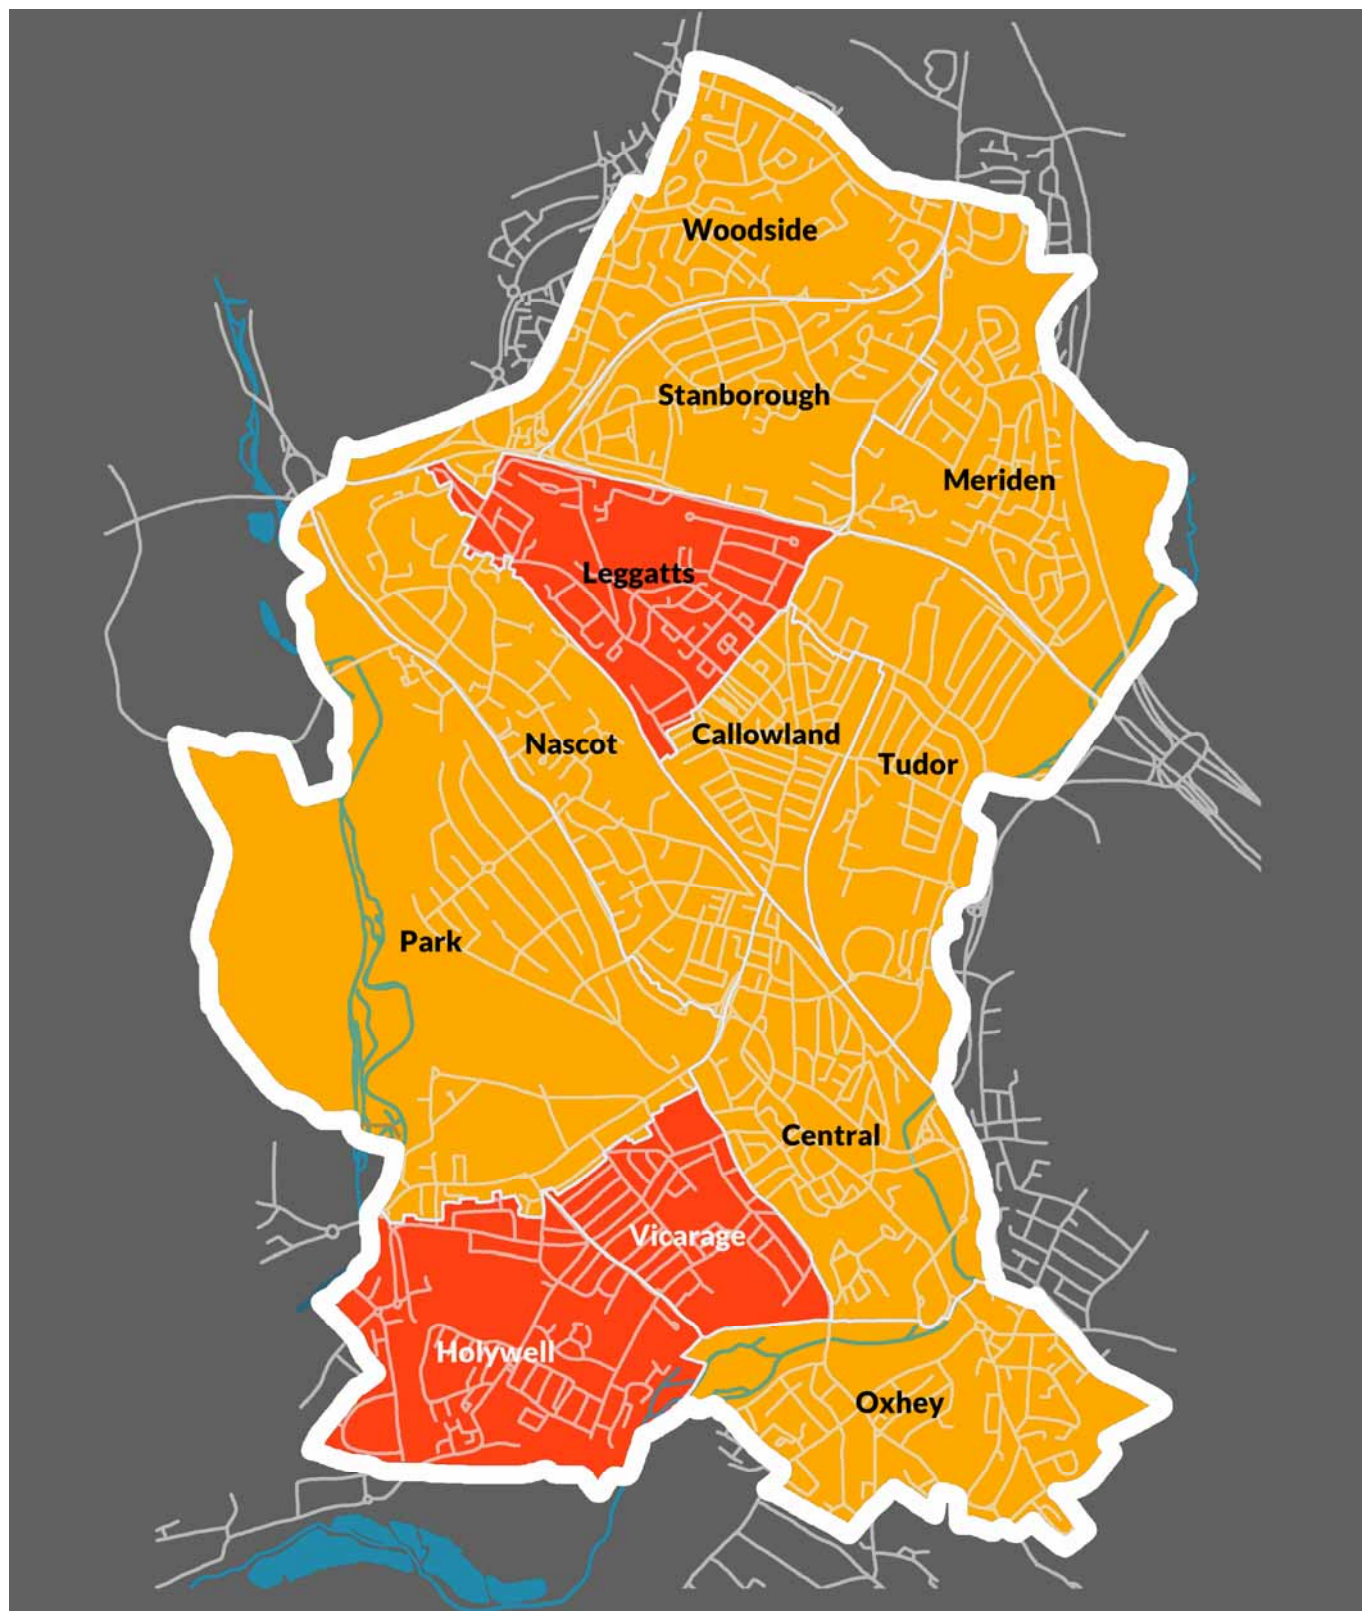 Woodside
Stanborough
Meriden
Leggatts
Callowland
Nascot
Tudor
Park
Central
Vicarage
Holywell
Oxhey